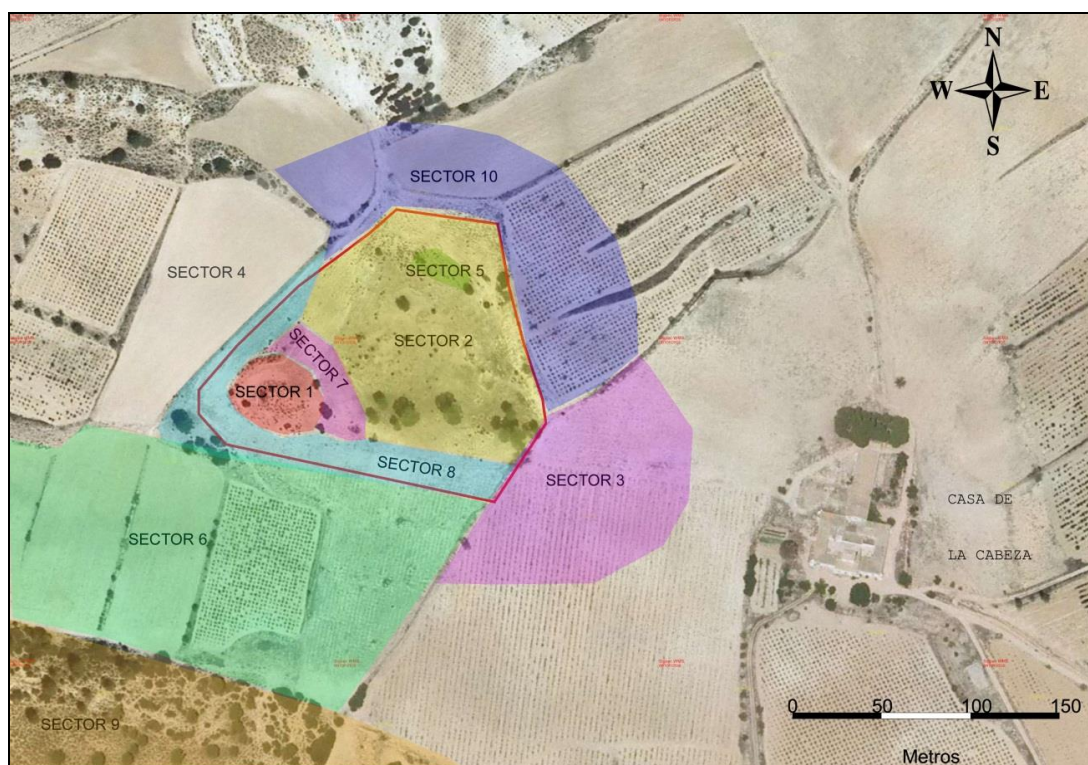 N
W E
S
SECTOR 10
SECTOR 4
SECTOR 5
SECTOR 2
SECTOR 7
SECTOR 1
SECTOR 8
SECTOR 3
SECTOR 6
CASA DE
LA CABEZA
SECTOR 9
0 50 100 150
Metros